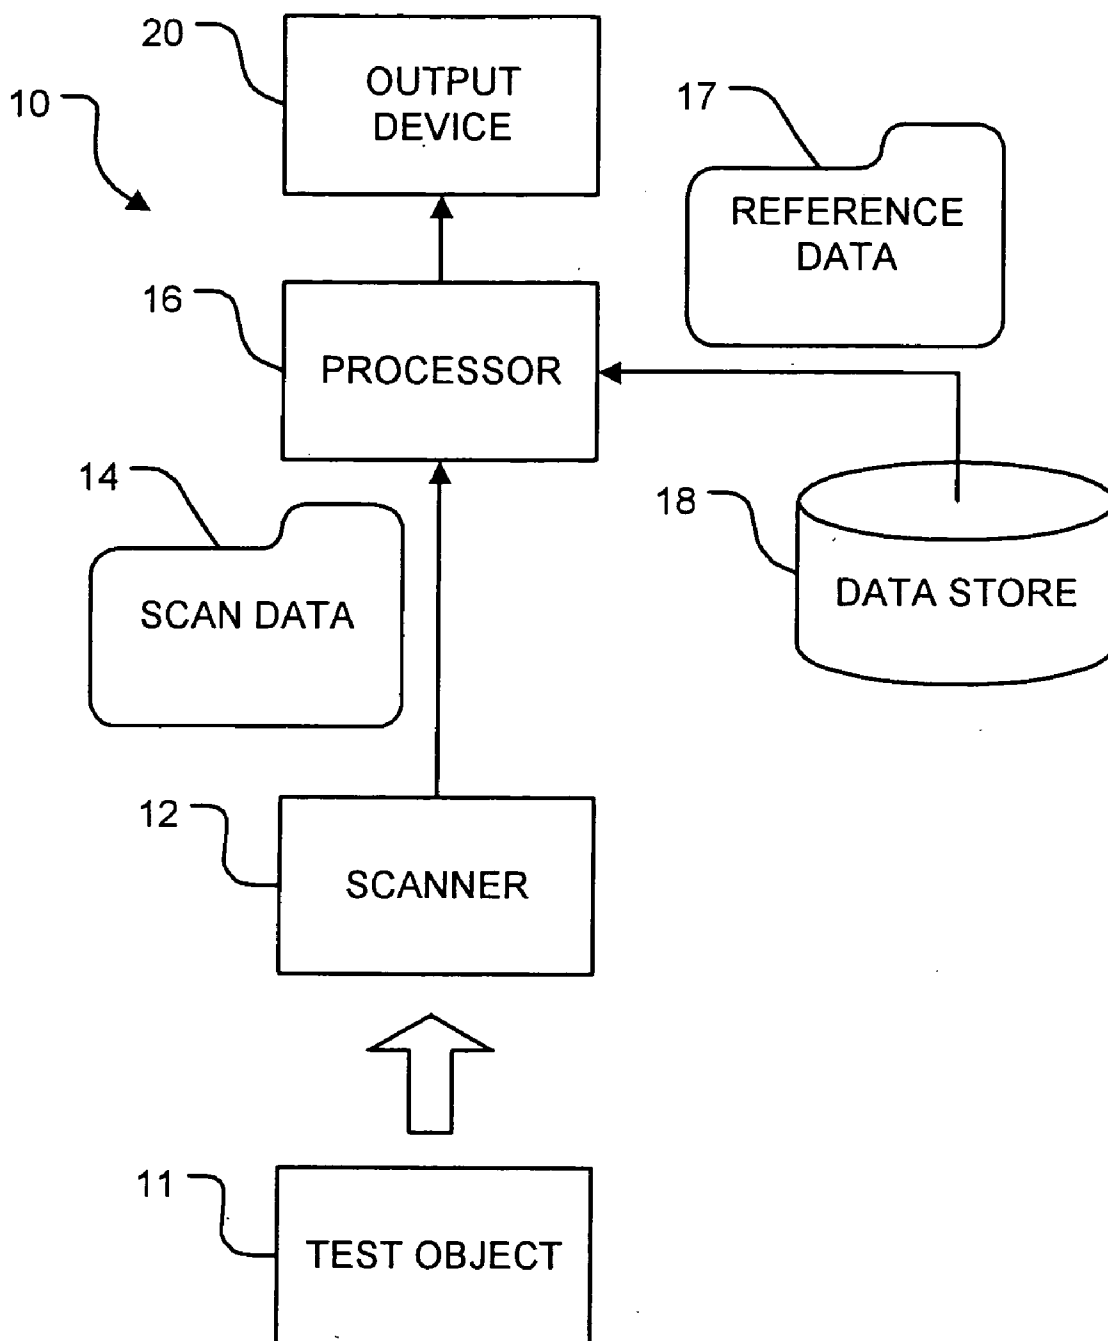 20
OUTPUT
DEVICE
10
17
REFERENCE
DATA
16
PROCESSOR
14
SCAN DATA
18
DATA STORE
12
SCANNER
11
TEST OBJECT